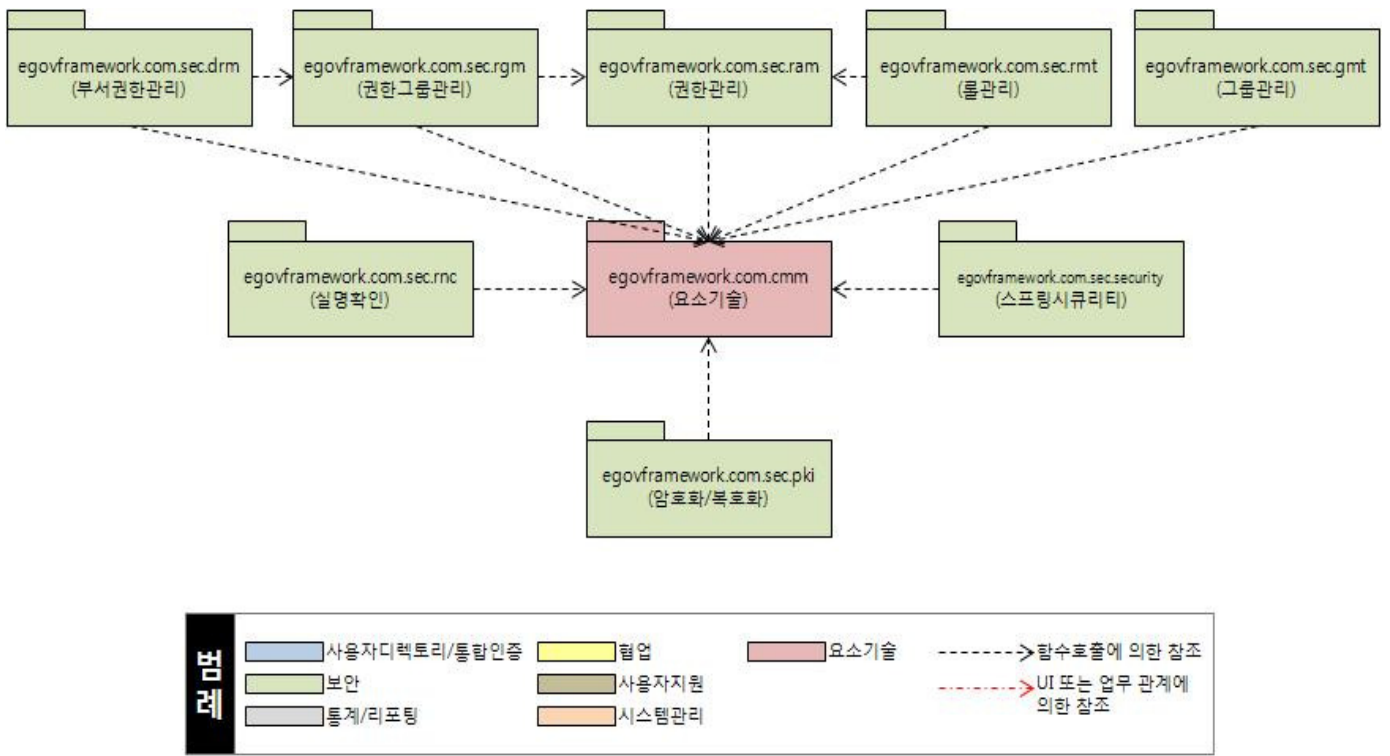 egovframework.com.sec.drm
(부서권한관리)
egovframework.com.sec.rgm
(권한그룹관리)
egovframework.com.sec.ram
(권한관리)
egovframework.com.sec.rmt
(롤관리)
egovframework.com.sec.gmt
(그룹관리)
egovframework.com.sec.rnc
(실명확인)
egovframework.com.cmm
(요소기술)
egovframework.com.sec.security
(스프링시큐리티)
egovframework.com.sec.pki
(암호화/복호화)
범례
사용자디렉토리/통합인증
협업
요소기술
함수호출에 의한 참조
보안
사용자지원
UI 또는 업무 관계에
의한 참조
통계/리포팅
시스템관리